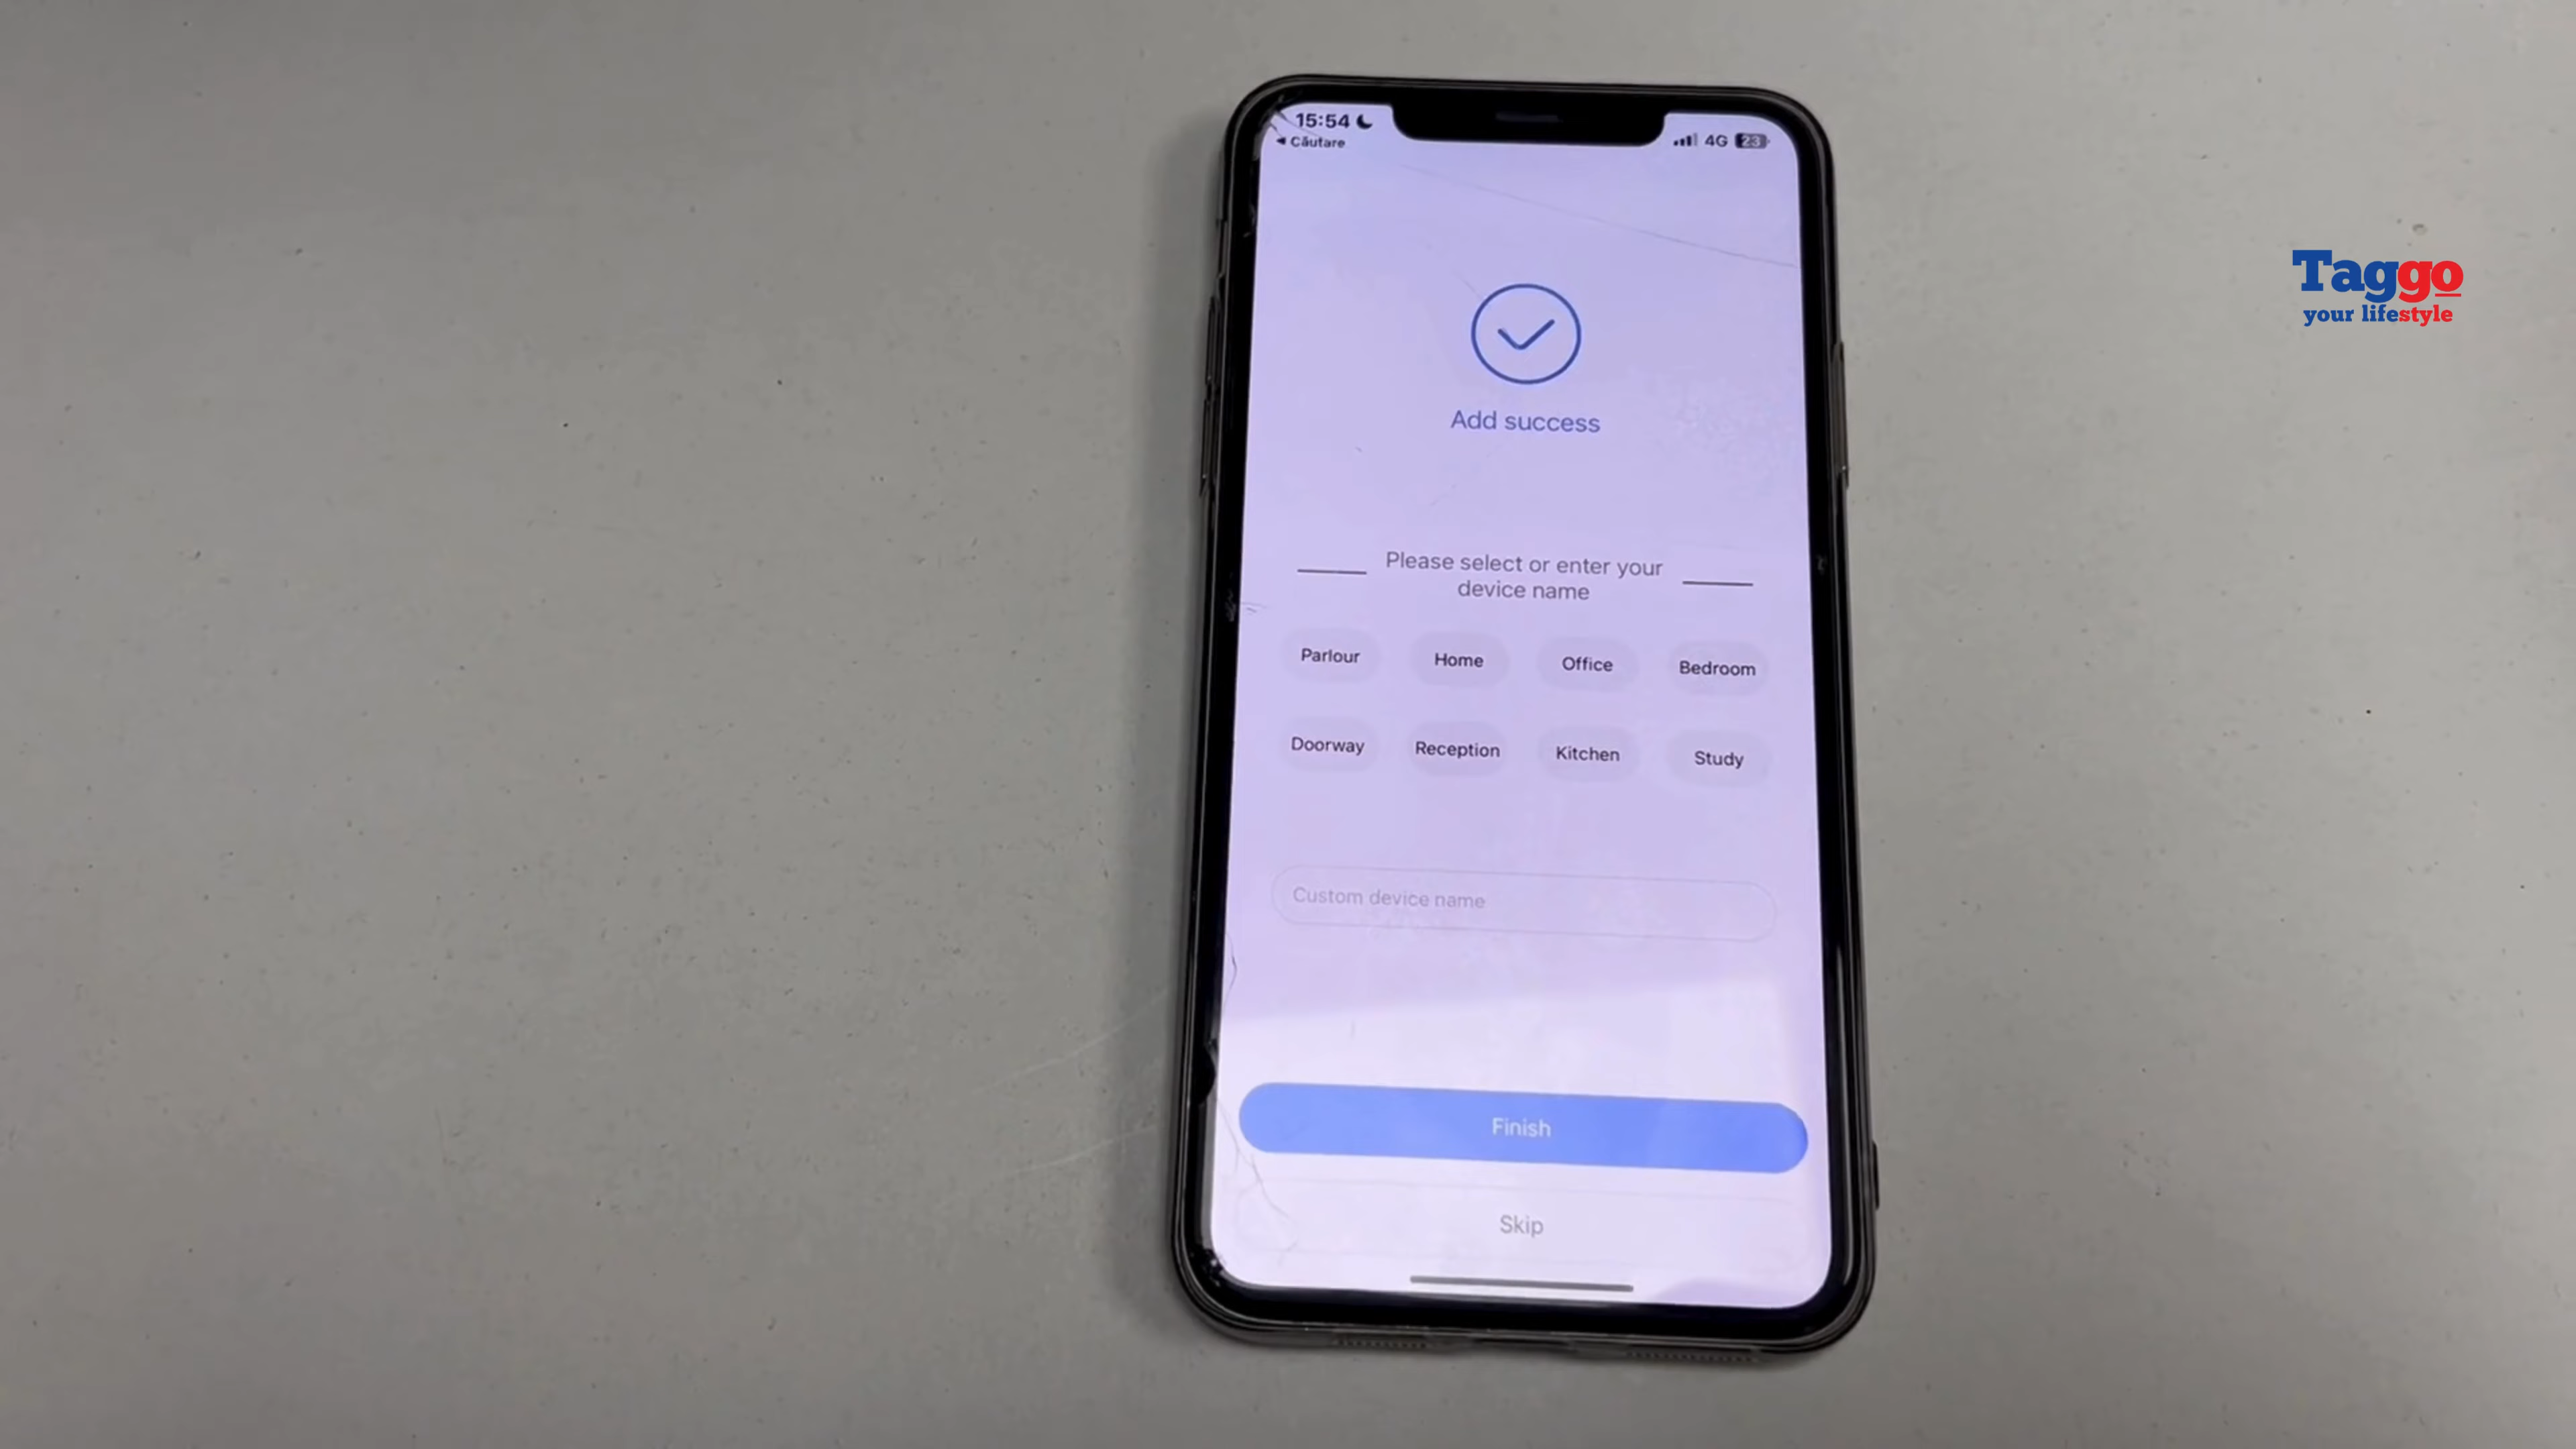 15:54
Căutare
4G 23
Taggo
your lifestyle
Add success
Please select or enter your
device name
Parlour Home Office Bedroom
Doorway Reception Kitchen Study
Custom device name
Finish
Skip